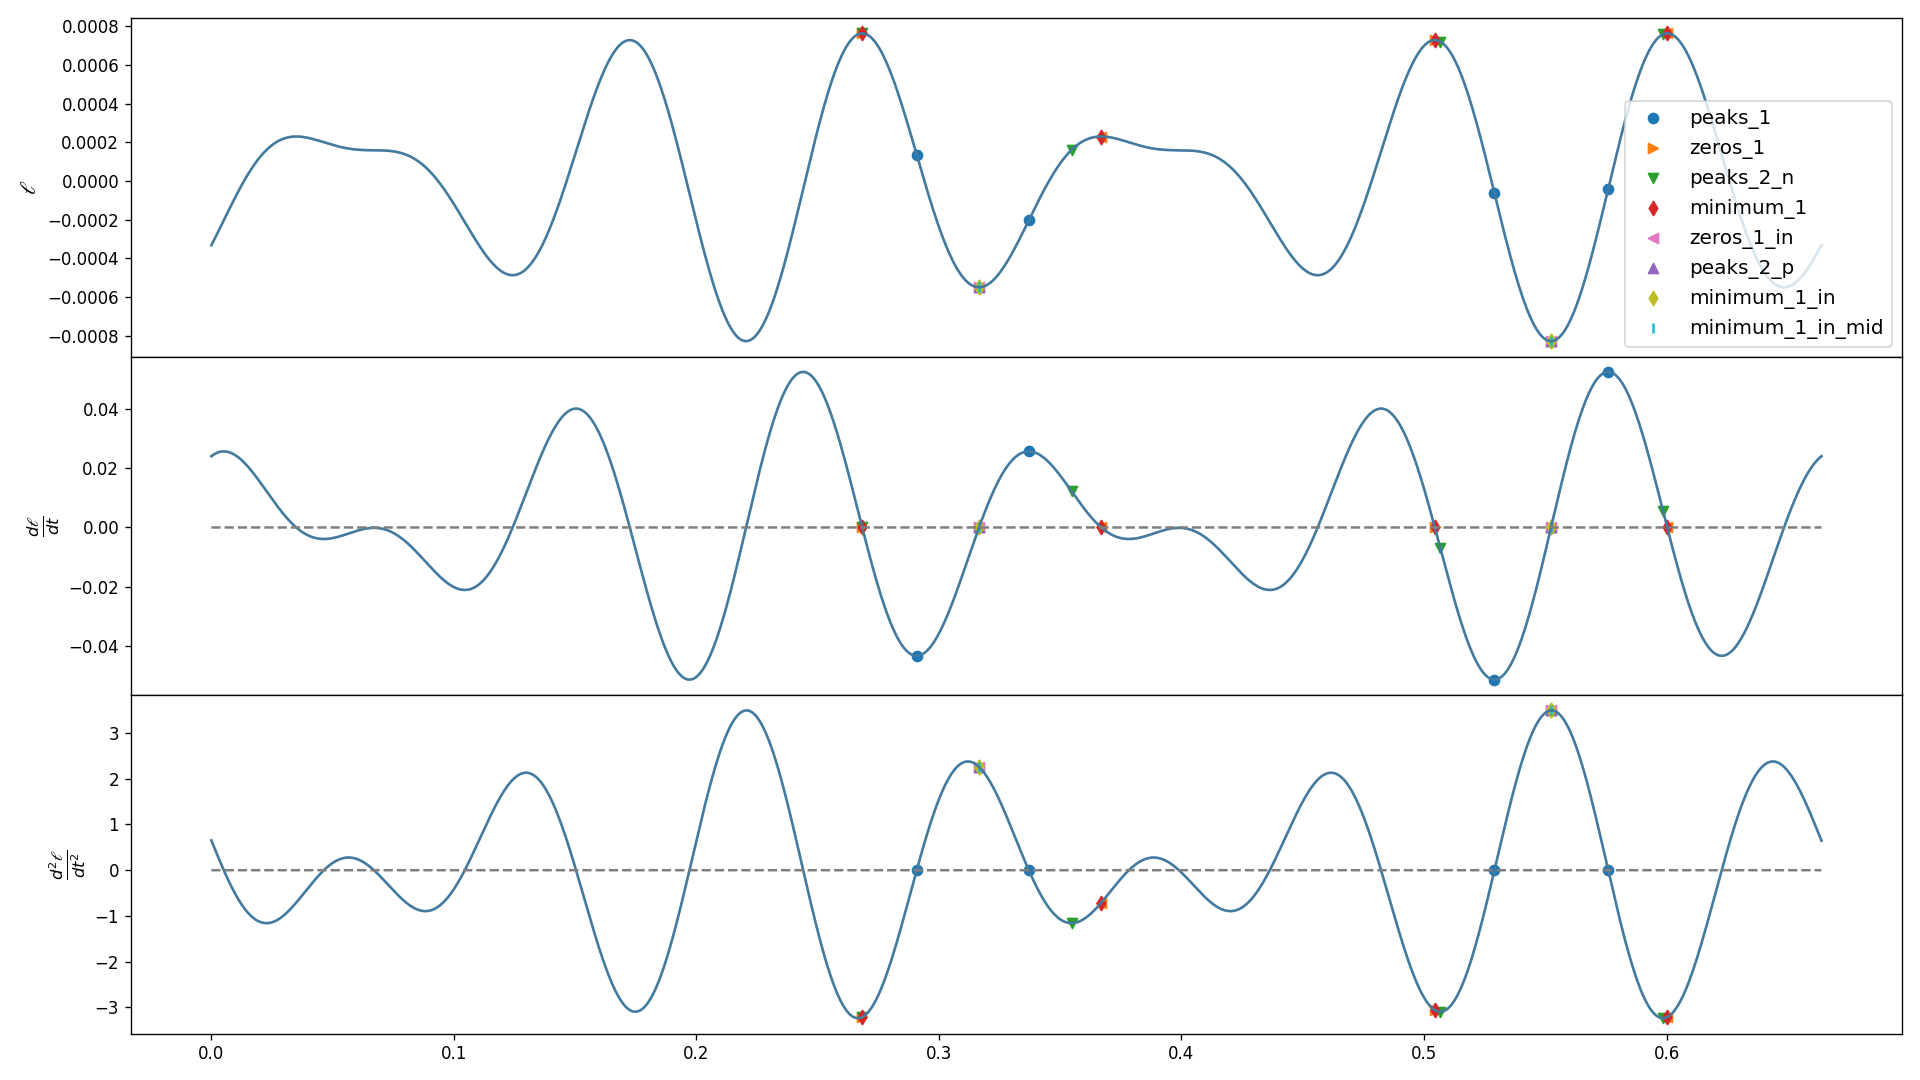 0.0008
0.0006
0.0004
0.0002
0.0000
−0.0002
−0.0004
−0.0006
−0.0008
ℓ
peaks_1
zeros_1
peaks_2_n
minimum_1
zeros_1_in
peaks_2_p
minimum_1_in
minimum_1_in_mid
0.04
0.02
0.00
−0.02
−0.04
dℓ
dt
3
2
1
0
−1
−2
−3
d²ℓ
dt²
0.0 0.1 0.2 0.3 0.4 0.5 0.6